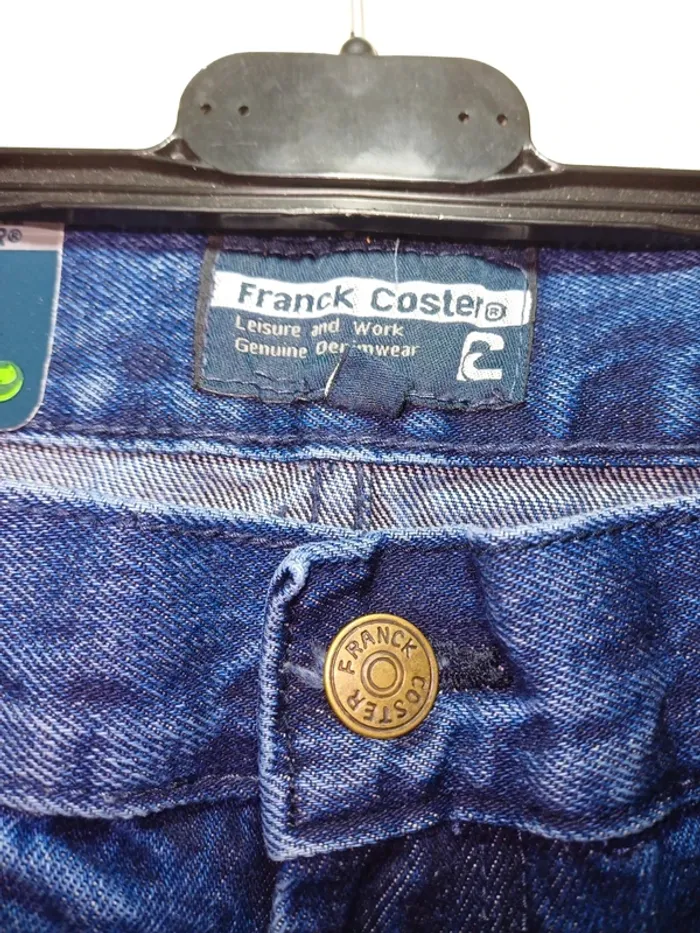 R®
Franck Coster®
Leisure and Work
Genuine Denimwear
FRANCK COSTER